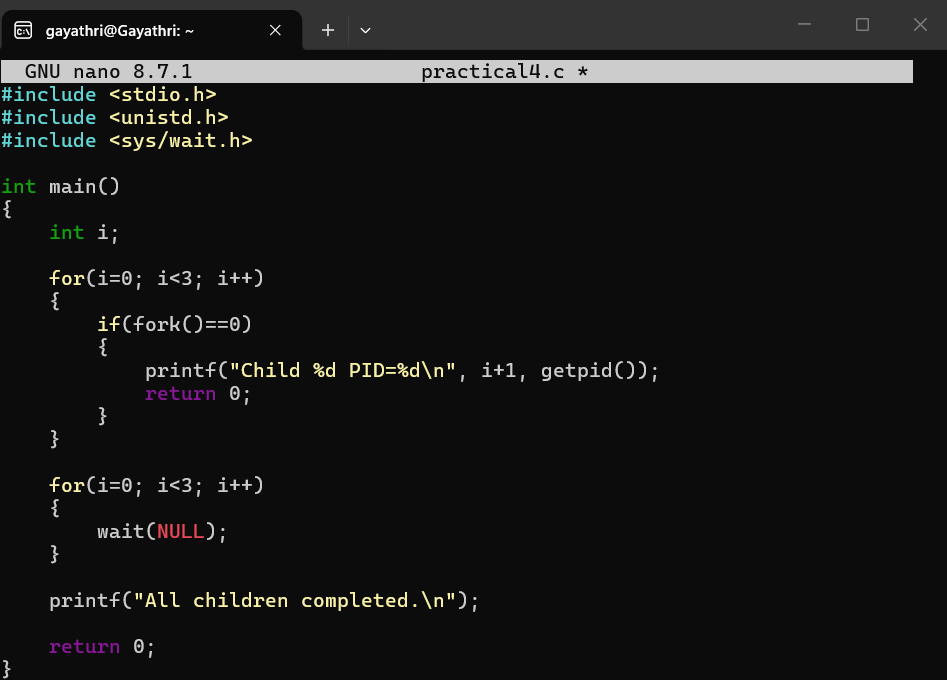 gayathri@Gayathri: ~
GNU nano 8.7.1 practical4.c *
#include <stdio.h>
#include <unistd.h>
#include <sys/wait.h>

int main()
{
    int i;

    for(i=0; i<3; i++)
    {
        if(fork()==0)
        {
            printf("Child %d PID=%d\n", i+1, getpid());
            return 0;
        }
    }

    for(i=0; i<3; i++)
    {
        wait(NULL);
    }

    printf("All children completed.\n");

    return 0;
}